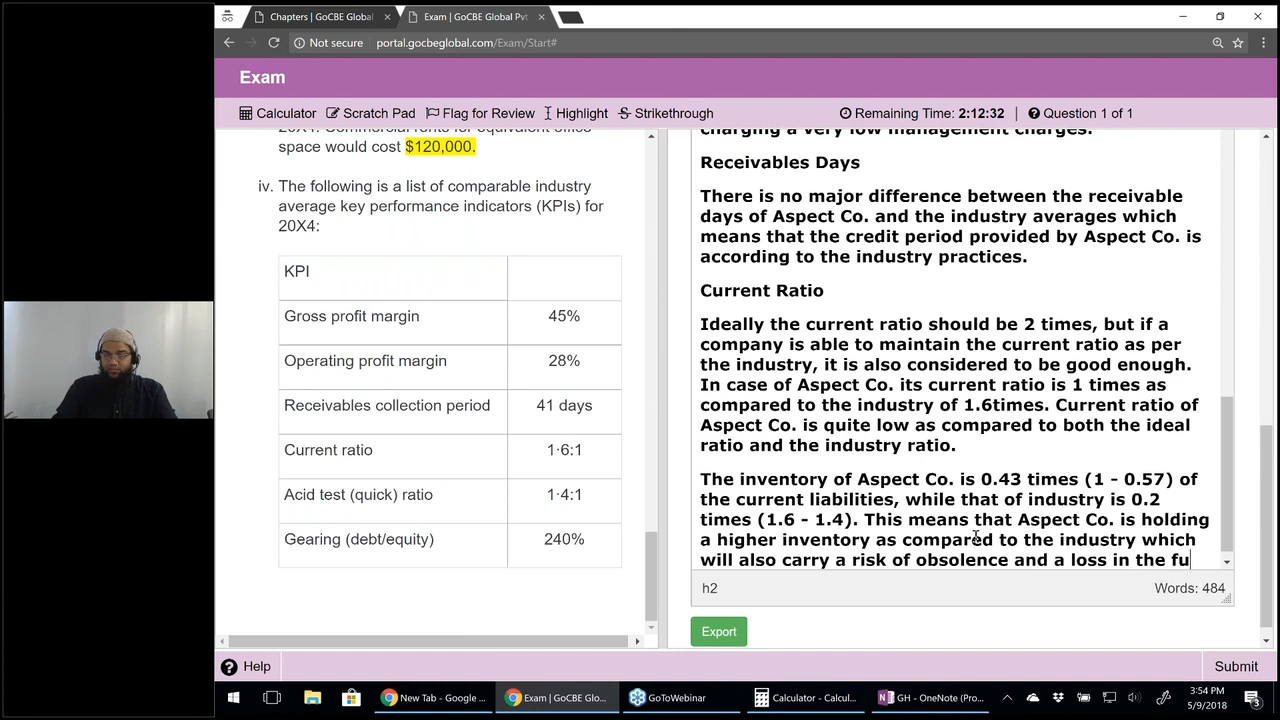 Chapters | GoCBE Global
Exam | GoCBE Global Pvt
Not secure portal.gocbeglobal.com/Exam/Start#
Exam
Calculator Scratch Pad Flag for Review Highlight Strikethrough Remaining Time: 2:12:32 Question 1 of 1
20X4. Commercial rents for equivalent office
space would cost $120,000.
iv. The following is a list of comparable industry
average key performance indicators (KPIs) for
20X4:
KPI
Gross profit margin 45%
Operating profit margin 28%
Receivables collection period 41 days
Current ratio 1·6:1
Acid test (quick) ratio 1·4:1
Gearing (debt/equity) 240%
charging a very low management charges.
Receivables Days
There is no major difference between the receivable
days of Aspect Co. and the industry averages which
means that the credit period provided by Aspect Co. is
according to the industry practices.
Current Ratio
Ideally the current ratio should be 2 times, but if a
company is able to maintain the current ratio as per
the industry, it is also considered to be good enough.
In case of Aspect Co. its current ratio is 1 times as
compared to the industry of 1.6times. Current ratio of
Aspect Co. is quite low as compared to both the ideal
ratio and the industry ratio.
The inventory of Aspect Co. is 0.43 times (1 - 0.57) of
the current liabilities, while that of industry is 0.2
times (1.6 - 1.4). This means that Aspect Co. is holding
a higher inventory as compared to the industry which
will also carry a risk of obsolence and a loss in the fu
h2 Words: 484
Export
Help Submit
New Tab - Google ... Exam | GoCBE Glo... GoToWebinar Calculator - Calcul... GH - OneNote (Pro... 3:54 PM
5/9/2018
3